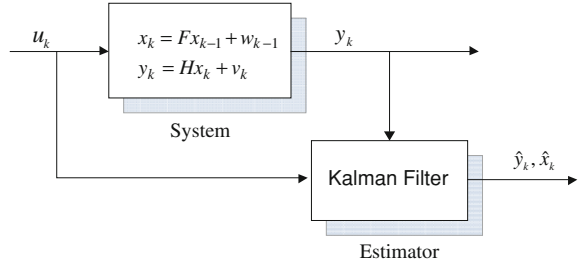 u_k
x_k = Fx_{k-1} + w_{k-1}
y_k = Hx_k + v_k
y_k
System
Kalman Filter
ŷ_k, x̂_k
Estimator